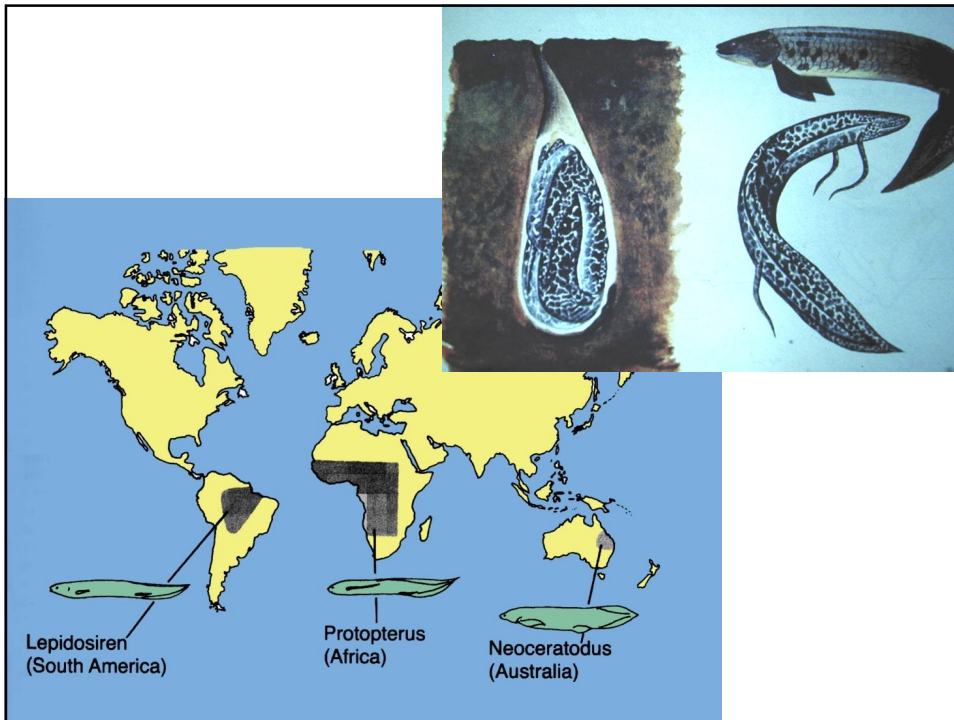 Lepidosiren
(South America)
Protopterus
(Africa)
Neoceratodus
(Australia)